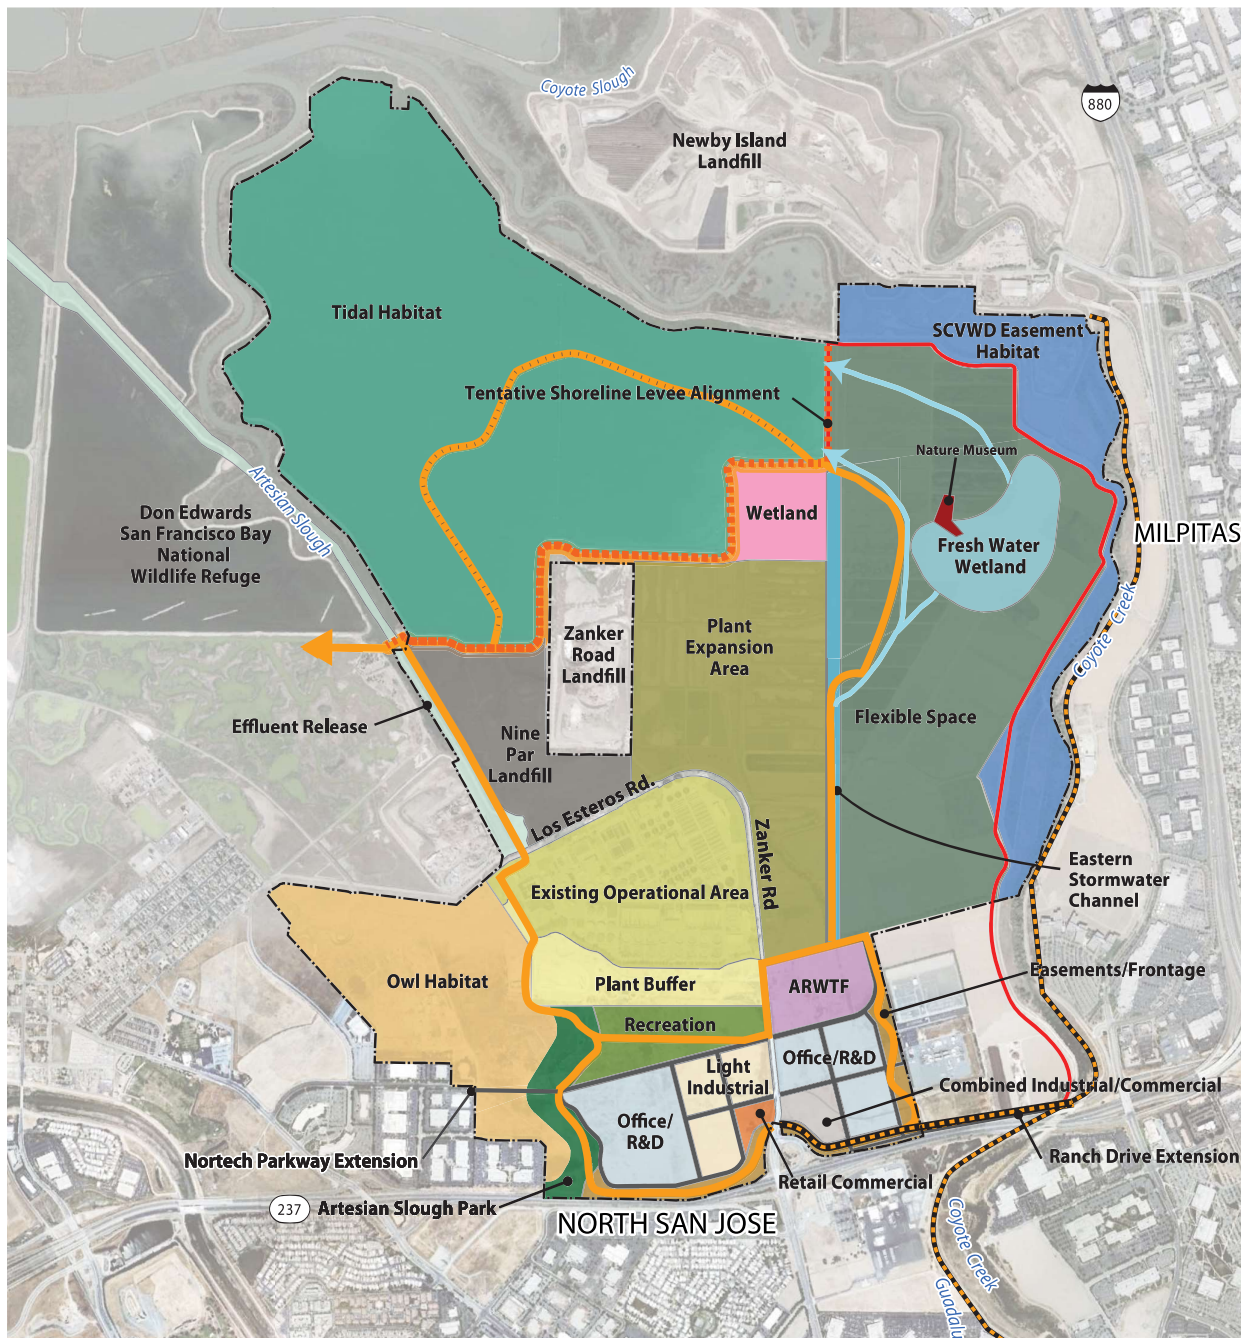 Coyote Slough
880
Newby Island
Landfill
Tidal Habitat
SCVWD Easement
Habitat
Tentative Shoreline Levee Alignment
Nature Museum
Artesian Slough
Don Edwards
San Francisco Bay
National
Wildlife Refuge
Wetland
MILPITAS
Fresh Water
Wetland
Zanker
Road
Landfill
Plant
Expansion
Area
Coyote Creek
Effluent Release
Flexible Space
Nine
Par
Landfill
Los Esteros Rd.
Zanker Rd
Eastern
Stormwater
Channel
Existing Operational Area
Owl Habitat
Plant Buffer
ARWTF
Easements/Frontage
Recreation
Office/R&D
Light
Industrial
Combined Industrial/Commercial
Office/
R&D
Nortech Parkway Extension
Ranch Drive Extension
Retail Commercial
237
Artesian Slough Park
NORTH SAN JOSE
Coyote Creek
Guadalu